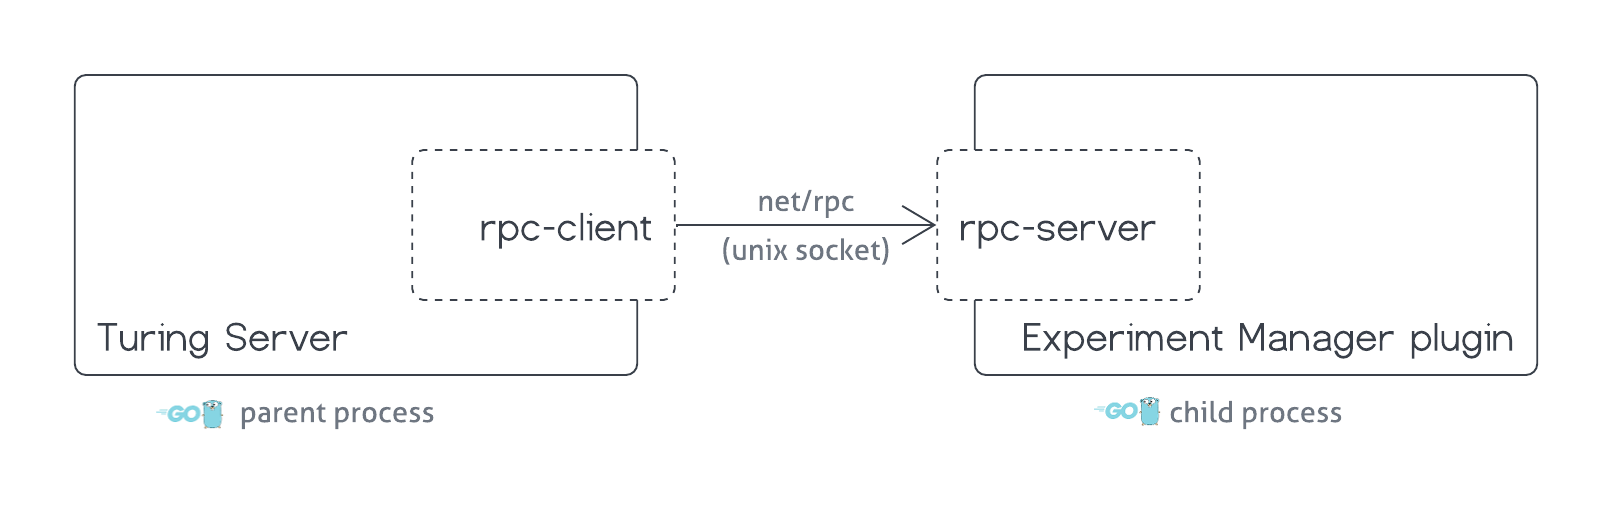 net/rpc
rpc-client
rpc-server
(unix socket)
Turing Server
Experiment Manager plugin
GO parent process
GO child process